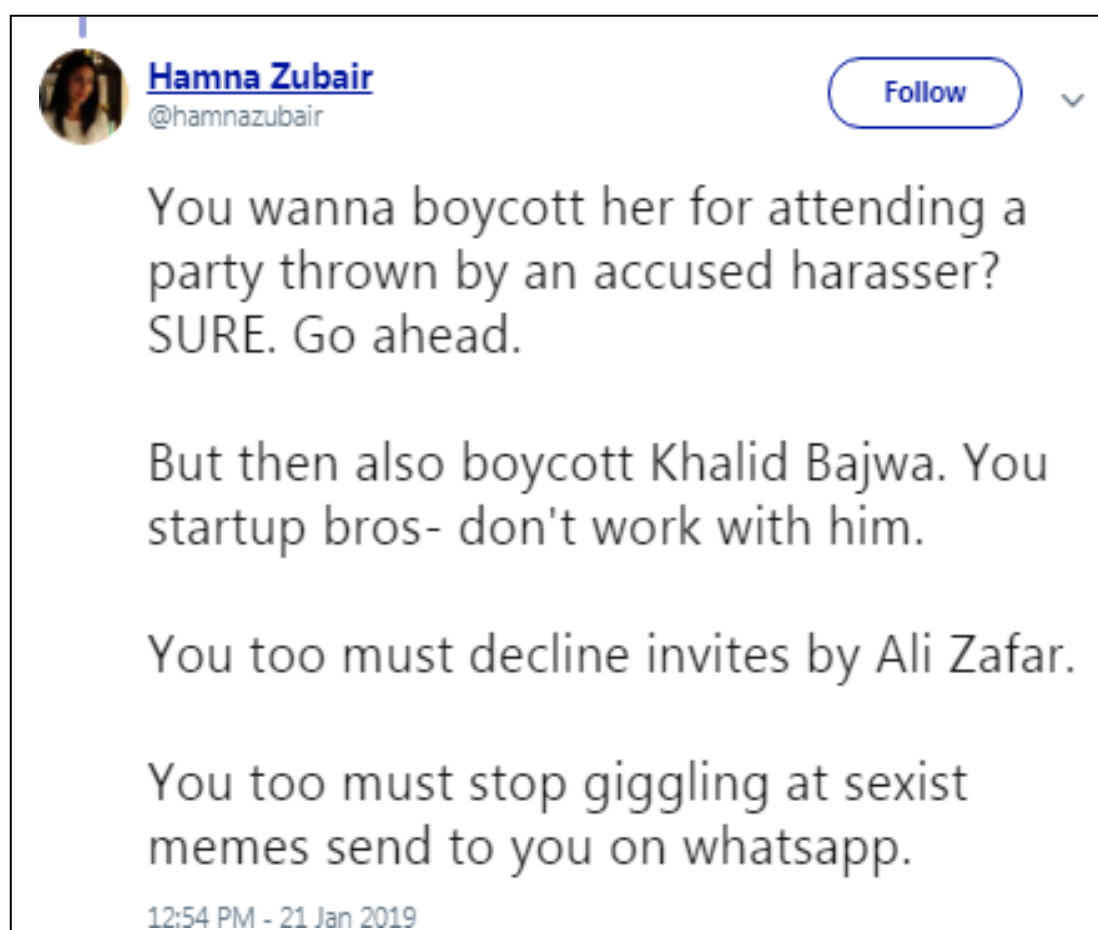 Hamna Zubair
@hamnazubair
Follow
You wanna boycott her for attending a
party thrown by an accused harasser?
SURE. Go ahead.
But then also boycott Khalid Bajwa. You
startup bros- don't work with him.
You too must decline invites by Ali Zafar.
You too must stop giggling at sexist
memes send to you on whatsapp.
12:54 PM - 21 Jan 2019